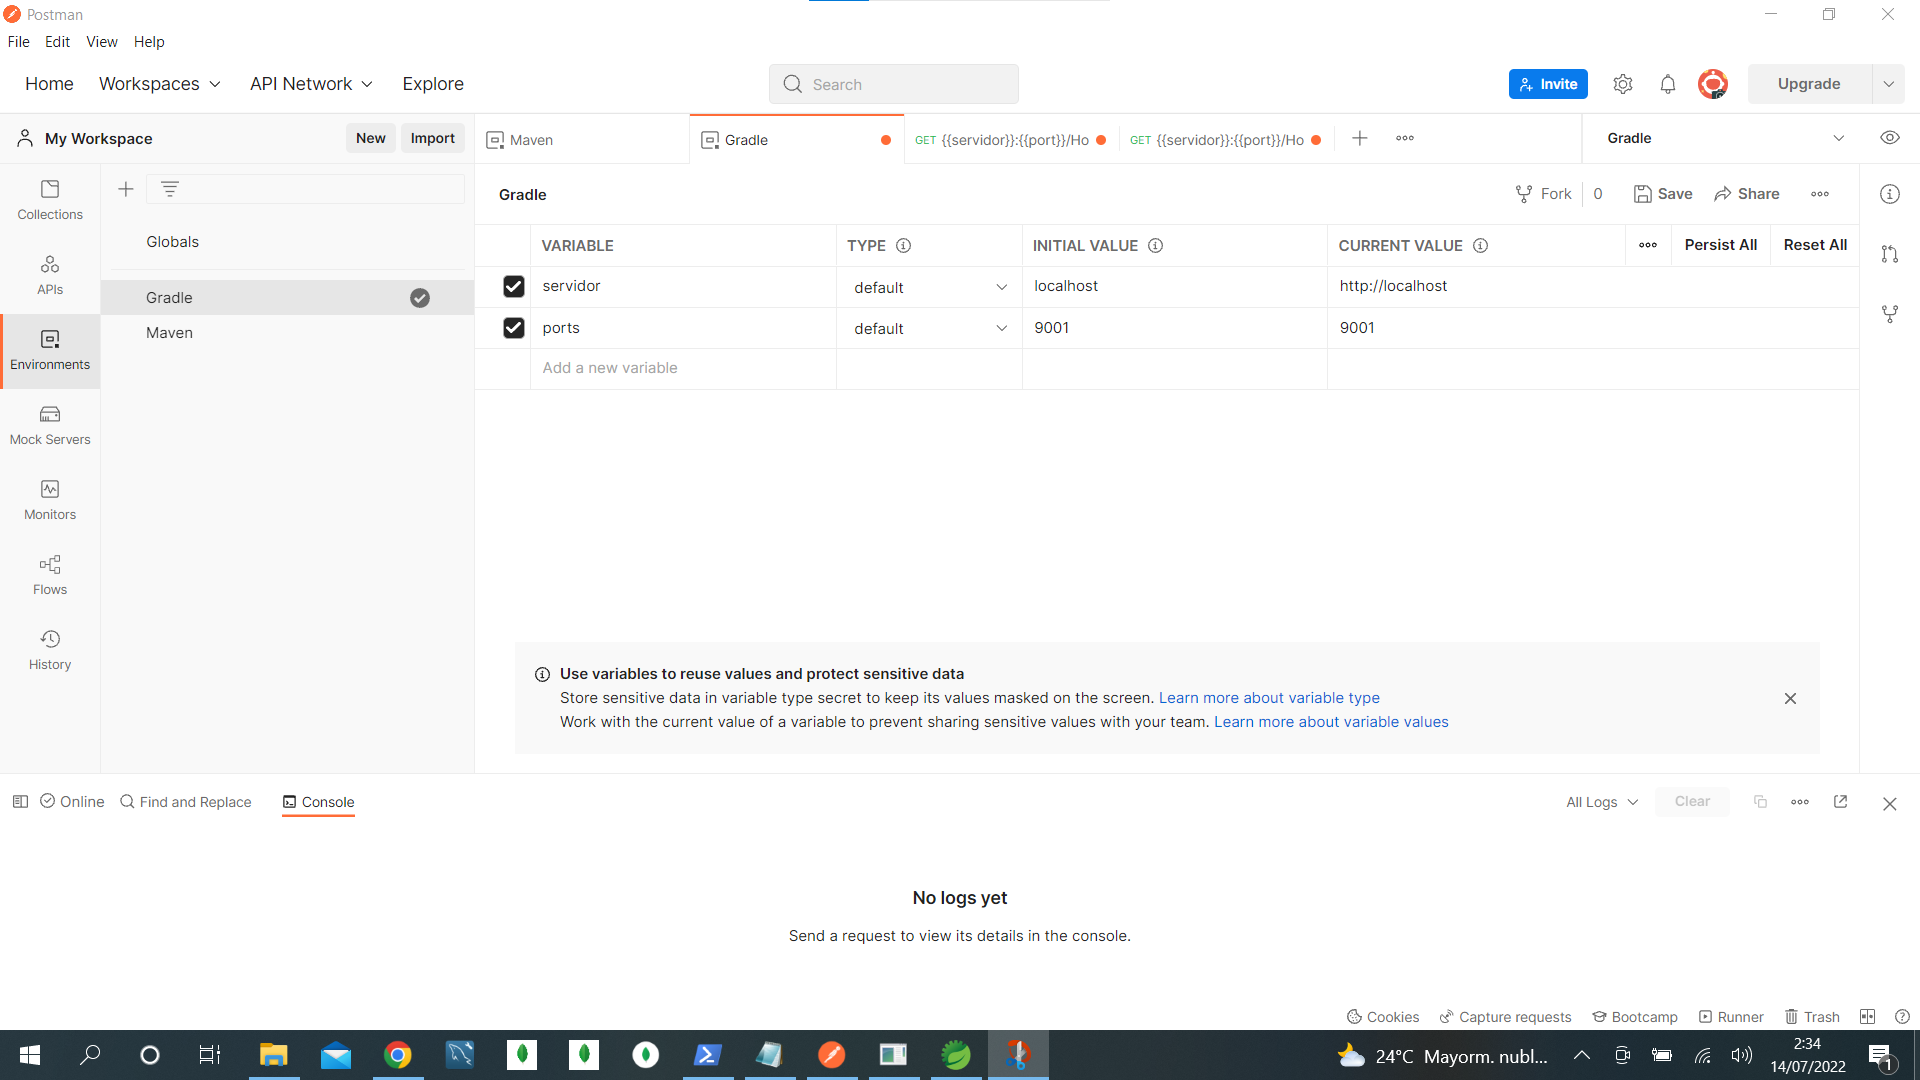 Postman
File Edit View Help
Home Workspaces API Network Explore
Search
Invite
Upgrade
My Workspace
New Import
Maven
Gradle
GET {{servidor}}:{{port}}/Ho
GET {{servidor}}:{{port}}/Ho
Gradle
Collections
APIs
Environments
Mock Servers
Monitors
Flows
History
Globals
Gradle
Maven
Gradle
Fork 0 Save Share
VARIABLE TYPE INITIAL VALUE CURRENT VALUE Persist All Reset All
servidor default localhost http://localhost
ports default 9001 9001
Add a new variable
Use variables to reuse values and protect sensitive data
Store sensitive data in variable type secret to keep its values masked on the screen. Learn more about variable type
Work with the current value of a variable to prevent sharing sensitive values with your team. Learn more about variable values
Online Find and Replace Console
All Logs Clear
No logs yet
Send a request to view its details in the console.
Cookies Capture requests Bootcamp Runner Trash
24°C Mayorm. nubl...
2:34
14/07/2022
1